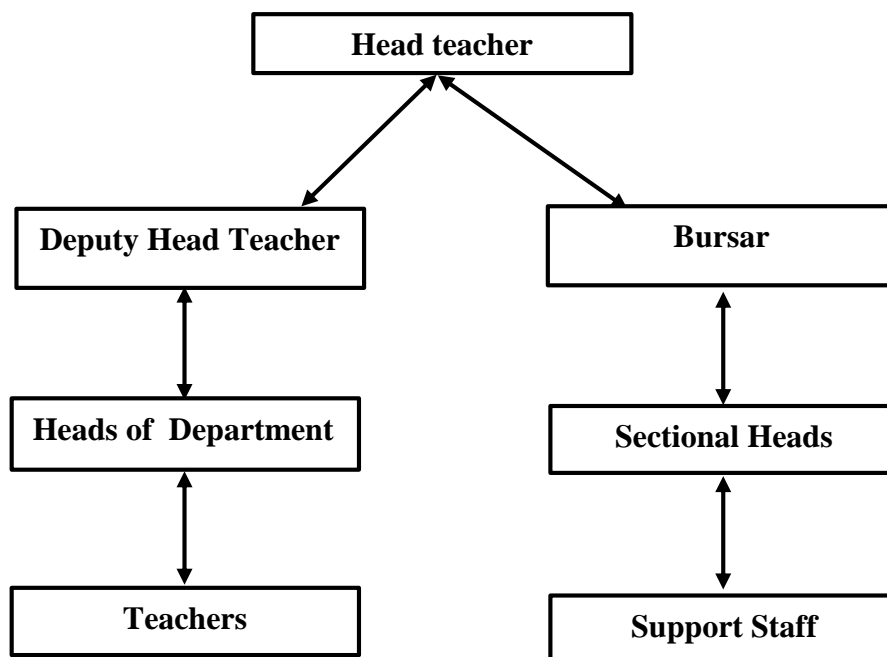 Head teacher
Deputy Head Teacher
Bursar
Heads of Department
Sectional Heads
Teachers
Support Staff